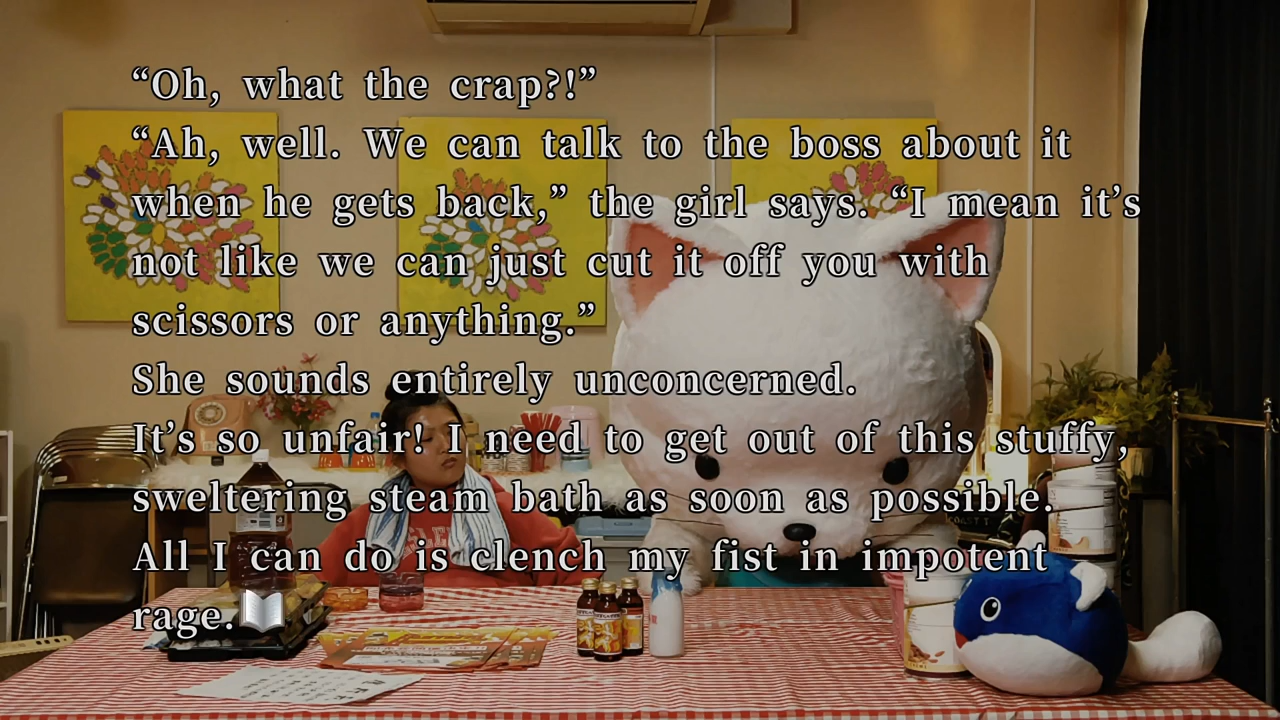 “Oh, what the crap?!”
“Ah, well. We can talk to the boss about it
when he gets back,” the girl says. “I mean it’s
not like we can just cut it off you with
scissors or anything.”
She sounds entirely unconcerned.
It’s so unfair! I need to get out of this stuffy,
sweltering steam bath as soon as possible.
All I can do is clench my fist in impotent
rage.